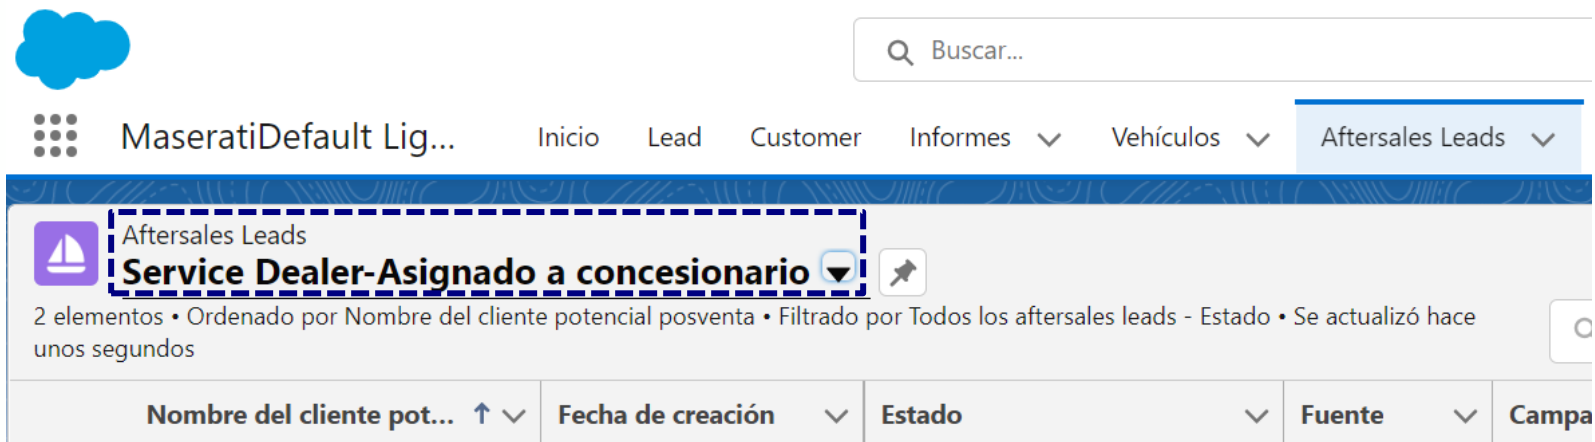 Buscar...
MaseratiDefault Lig... Inicio Lead Customer Informes Vehículos Aftersales Leads
Aftersales Leads
Service Dealer-Asignado a concesionario
2 elementos • Ordenado por Nombre del cliente potencial posventa • Filtrado por Todos los aftersales leads - Estado • Se actualizó hace
unos segundos
Nombre del cliente pot... Fecha de creación Estado Fuente Campa